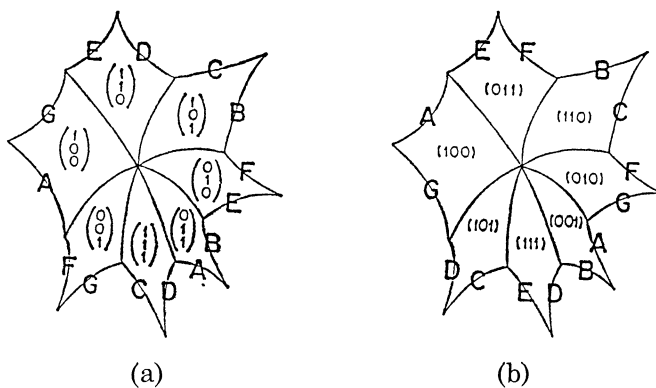 E D C
(1 1 0)
G
(1 0 1)
B
(1 0 0)
F
(0 1 0)
A
E
(0 0 1)
(1 1 1)
(0 1 1)
B
F
G C D A
(a)
E F B
(011)
A
(110)
C
(100)
(010)
F
G
G
(101)
(111)
(001)
A
D
C E D B
(b)